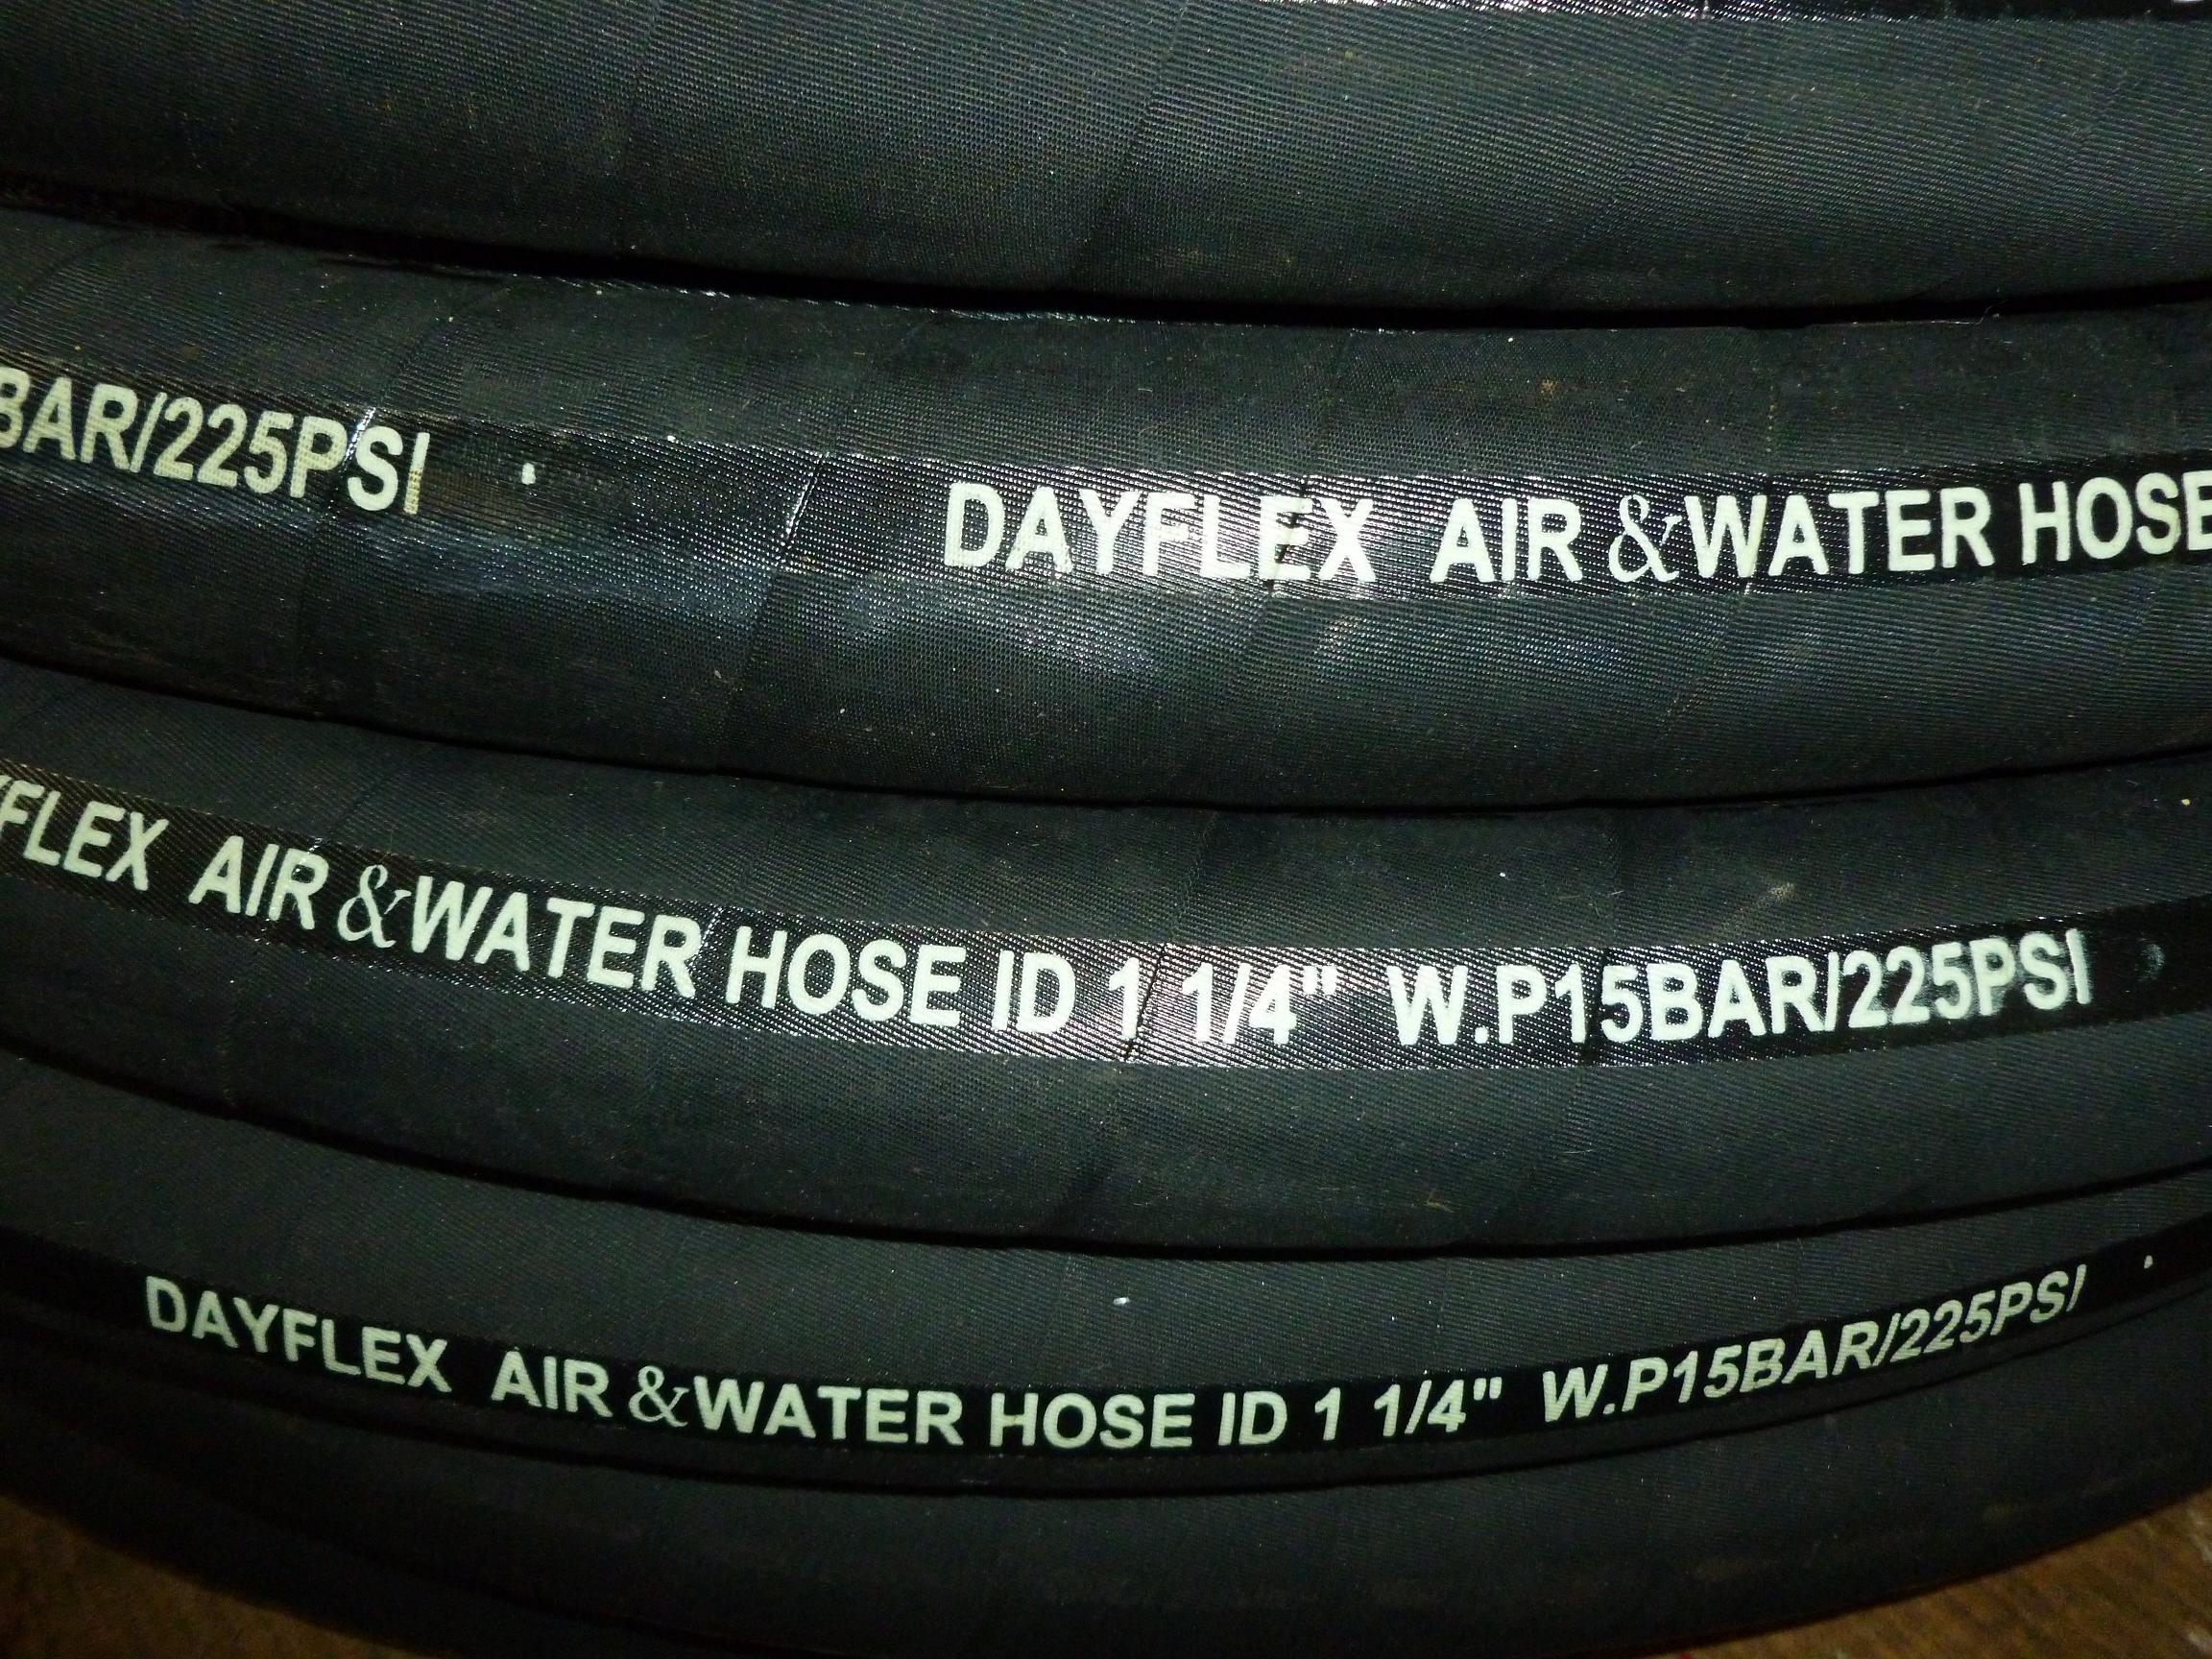 BAR/225PSI DAYFLEX AIR &WATER HOSE
FLEX AIR &WATER HOSE ID 1 1/4" W.P15BAR/225PSI
DAYFLEX AIR &WATER HOSE ID 1 1/4" W.P15BAR/225PSI